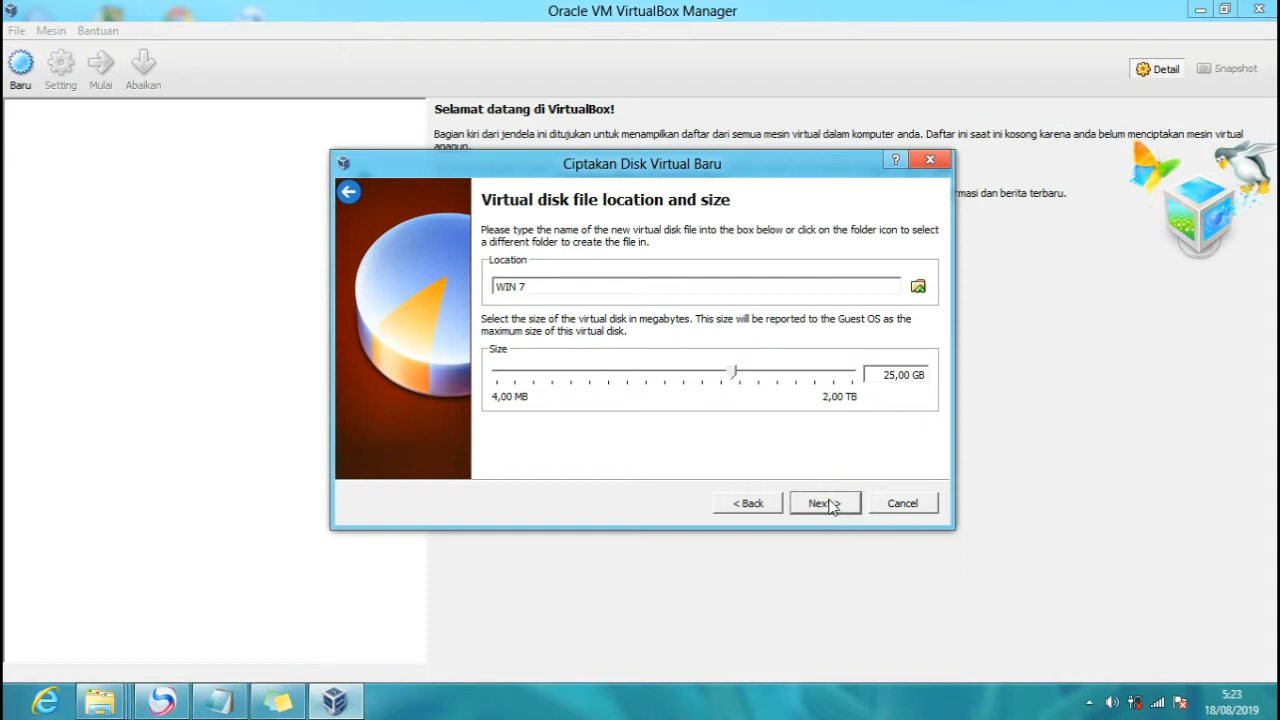 Oracle VM VirtualBox Manager
File Mesin Bantuan
Baru Setting Mulai Abaikan
Detail Snapshot
Selamat datang di VirtualBox!
Bagian kiri dari jendela ini ditujukan untuk menampilkan daftar dari semua mesin virtual dalam komputer anda. Daftar ini saat ini kosong karena anda belum menciptakan mesin virtual
apapun.
Ciptakan Disk Virtual Baru
?
rmasi dan berita terbaru.
Virtual disk file location and size
Please type the name of the new virtual disk file into the box below or click on the folder icon to select
a different folder to create the file in.
Location
WIN 7
Select the size of the virtual disk in megabytes. This size will be reported to the Guest OS as the
maximum size of this virtual disk.
Size
25,00 GB
4,00 MB 2,00 TB
< Back Next > Cancel
5:23
18/08/2019